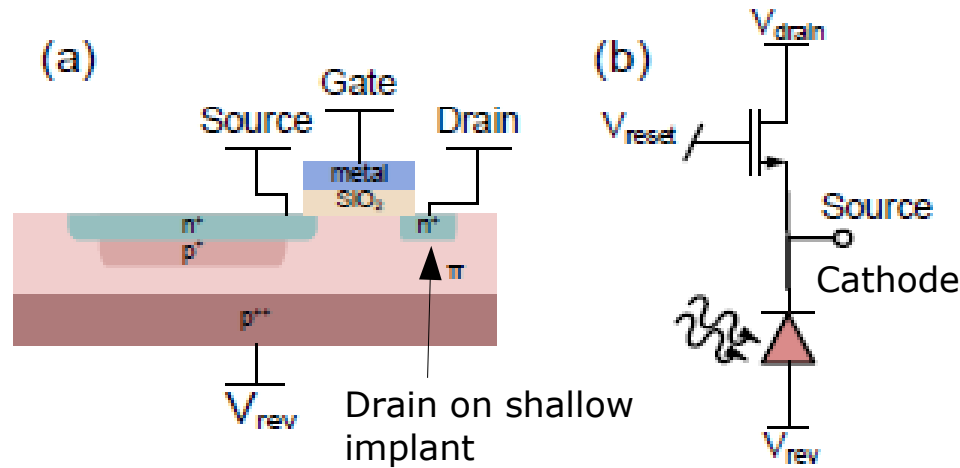 (a)
Gate
Source
Drain
metal
SiO₂
n⁺
n⁺
p⁺
π
p⁺⁺
V_rev
Drain on shallow
implant
(b)
V_drain
V_reset
Source
Cathode
V_rev